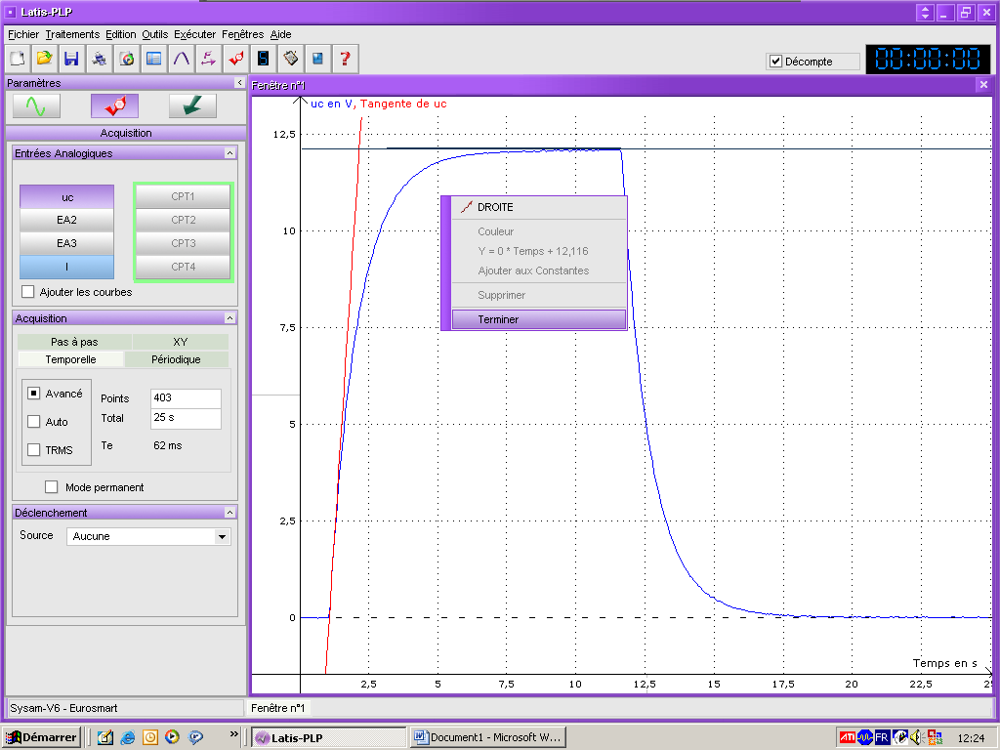 Latis-PLP
Fichier Traitements Edition Outils Exécuter Fenêtres Aide
Décompte
00:00:00
Paramètres
Acquisition
Entrées Analogiques
uc CPT1
EA2 CPT2
EA3 CPT3
I CPT4
Ajouter les courbes
Acquisition
Pas à pas XY
Temporelle Périodique
Avancé
Auto
TRMS
Points 403
Total 25 s
Te 62 ms
Mode permanent
Déclenchement
Source Aucune
Sysam-V6 - Eurosmart
Fenêtre n°1
uc en V, Tangente de uc
12,5
10
7,5
5
2,5
0
DROITE
Couleur
Y = 0 * Temps + 12,116
Ajouter aux Constantes
Supprimer
Terminer
Temps en s
2,5 5 7,5 10 12,5 15 17,5 20 22,5 25
Fenêtre n°1
Démarrer
Latis-PLP
Document1 - Microsoft W...
ATI
FR
12:24